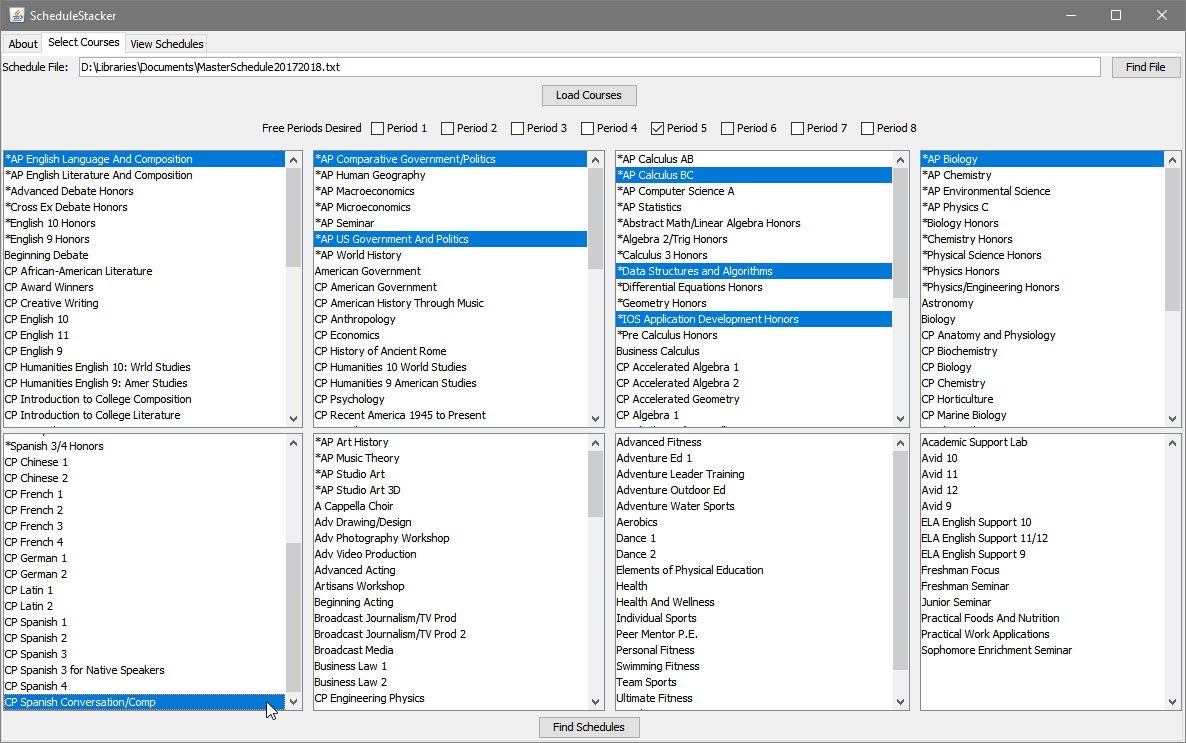 ScheduleStacker
About Select Courses View Schedules
Schedule File: D:\Libraries\Documents\MasterSchedule20172018.txt Find File
Load Courses
Free Periods Desired Period 1 Period 2 Period 3 Period 4 Period 5 Period 6 Period 7 Period 8
*AP English Language And Composition
*AP English Literature And Composition
*Advanced Debate Honors
*Cross Ex Debate Honors
*English 10 Honors
*English 9 Honors
Beginning Debate
CP African-American Literature
CP Award Winners
CP Creative Writing
CP English 10
CP English 11
CP English 9
CP Humanities English 10: Wrld Studies
CP Humanities English 9: Amer Studies
CP Introduction to College Composition
CP Introduction to College Literature
*AP Comparative Government/Politics
*AP Human Geography
*AP Macroeconomics
*AP Microeconomics
*AP Seminar
*AP US Government And Politics
*AP World History
American Government
CP American Government
CP American History Through Music
CP Anthropology
CP Economics
CP History of Ancient Rome
CP Humanities 10 World Studies
CP Humanities 9 American Studies
CP Psychology
CP Recent America 1945 to Present
*AP Calculus AB
*AP Calculus BC
*AP Computer Science A
*AP Statistics
*Abstract Math/Linear Algebra Honors
*Algebra 2/Trig Honors
*Calculus 3 Honors
*Data Structures and Algorithms
*Differential Equations Honors
*Geometry Honors
*IOS Application Development Honors
*Pre Calculus Honors
Business Calculus
CP Accelerated Algebra 1
CP Accelerated Algebra 2
CP Accelerated Geometry
CP Algebra 1
*AP Biology
*AP Chemistry
*AP Environmental Science
*AP Physics C
*Biology Honors
*Chemistry Honors
*Physical Science Honors
*Physics Honors
*Physics/Engineering Honors
Astronomy
Biology
CP Anatomy and Physiology
CP Biochemistry
CP Biology
CP Chemistry
CP Horticulture
CP Marine Biology
*Spanish 3/4 Honors
CP Chinese 1
CP Chinese 2
CP French 1
CP French 2
CP French 3
CP French 4
CP German 1
CP German 2
CP Latin 1
CP Latin 2
CP Spanish 1
CP Spanish 2
CP Spanish 3
CP Spanish 3 for Native Speakers
CP Spanish 4
CP Spanish Conversation/Comp
*AP Art History
*AP Music Theory
*AP Studio Art
*AP Studio Art 3D
A Cappella Choir
Adv Drawing/Design
Adv Photography Workshop
Adv Video Production
Advanced Acting
Artisans Workshop
Beginning Acting
Broadcast Journalism/TV Prod
Broadcast Journalism/TV Prod 2
Broadcast Media
Business Law 1
Business Law 2
CP Engineering Physics
Advanced Fitness
Adventure Ed 1
Adventure Leader Training
Adventure Outdoor Ed
Adventure Water Sports
Aerobics
Dance 1
Dance 2
Elements of Physical Education
Health
Health And Wellness
Individual Sports
Peer Mentor P.E.
Personal Fitness
Swimming Fitness
Team Sports
Ultimate Fitness
Academic Support Lab
Avid 10
Avid 11
Avid 12
Avid 9
ELA English Support 10
ELA English Support 11/12
ELA English Support 9
Freshman Focus
Freshman Seminar
Junior Seminar
Practical Foods And Nutrition
Practical Work Applications
Sophomore Enrichment Seminar
Find Schedules